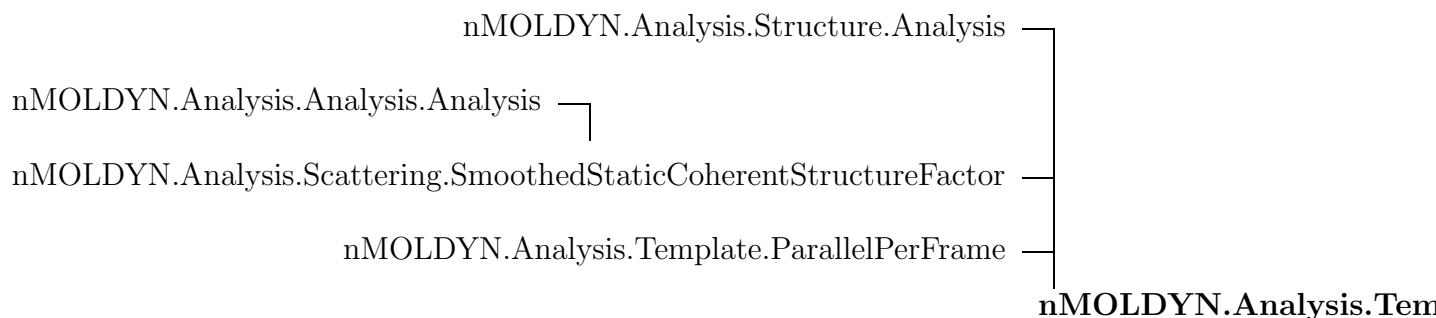 nMOLDYN.Analysis.Structure.Analysis
nMOLDYN.Analysis.Analysis.Analysis
nMOLDYN.Analysis.Scattering.SmoothedStaticCoherentStructureFactor
nMOLDYN.Analysis.Template.ParallelPerFrame
nMOLDYN.Analysis.Tem